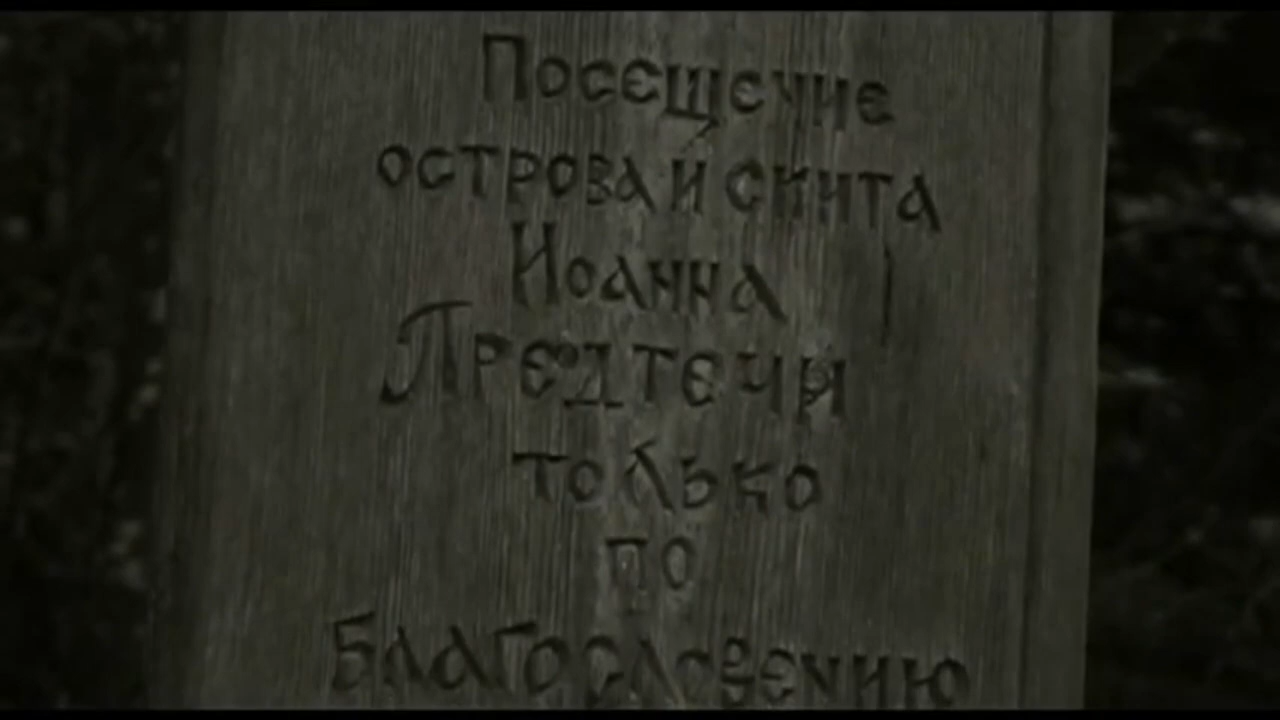 Посещение
острова и скита
Иоанна
Предтечи
только
по
Благословению